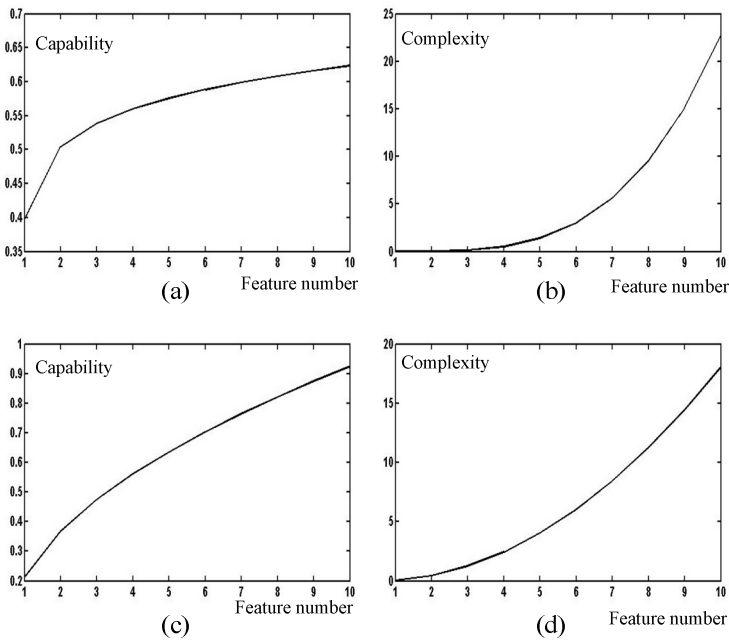 0.7
Capability
0.65
0.6
0.55
0.5
0.45
0.4
0.35
1 2 3 4 5 6 7 8 9 10
Feature number
(a)
25
Complexity
20
15
10
5
0
1 2 3 4 5 6 7 8 9 10
Feature number
(b)
1
Capability
0.9
0.8
0.7
0.6
0.5
0.4
0.3
0.2
1 2 3 4 5 6 7 8 9 10
Feature number
(c)
20
Complexity
15
10
5
0
1 2 3 4 5 6 7 8 9 10
Feature number
(d)